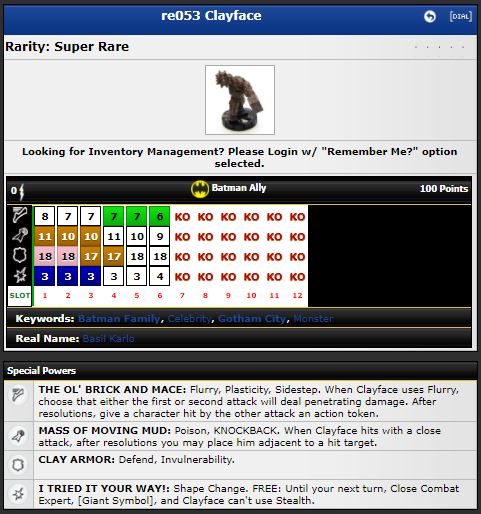 re053 Clayface
[DIAL]
Rarity: Super Rare
. . . . .
Looking for Inventory Management? Please Login w/ "Remember Me?" option
selected.
0 Batman Ally 100 Points
8 7 7 7 7 6 KO KO KO KO KO KO
11 10 10 11 10 9 KO KO KO KO KO KO
18 18 17 17 18 18 KO KO KO KO KO KO
3 3 3 3 3 4 KO KO KO KO KO KO
SLOT 1 2 3 4 5 6 7 8 9 10 11 12
Keywords: Batman Family, Celebrity, Gotham City, Monster
Real Name: Basil Karlo
Special Powers
THE OL' BRICK AND MACE: Flurry, Plasticity, Sidestep. When Clayface uses Flurry,
choose that either the first or second attack will deal penetrating damage. After
resolutions, give a character hit by the other attack an action token.
MASS OF MOVING MUD: Poison, KNOCKBACK. When Clayface hits with a close
attack, after resolutions you may place him adjacent to a hit target.
CLAY ARMOR: Defend, Invulnerability.
I TRIED IT YOUR WAY!: Shape Change. FREE: Until your next turn, Close Combat
Expert, [Giant Symbol], and Clayface can't use Stealth.